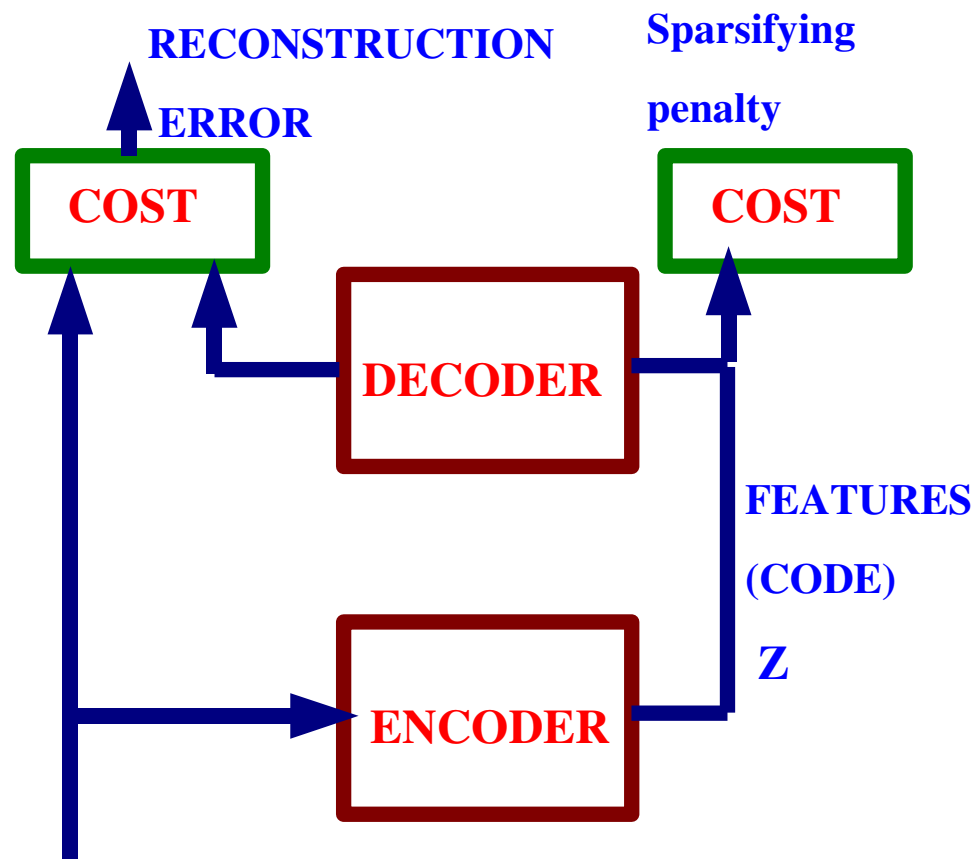 RECONSTRUCTION
ERROR
Sparsifying
penalty
COST
COST
DECODER
FEATURES
(CODE)
Z
ENCODER